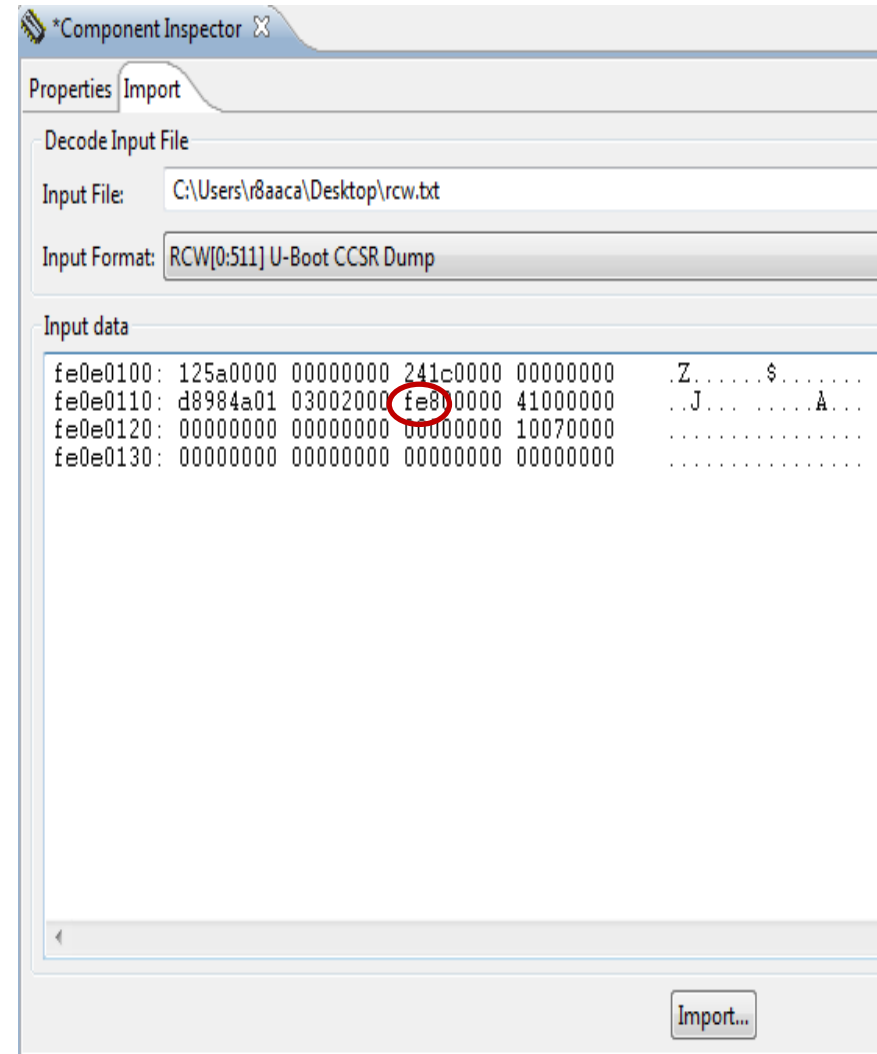 *Component Inspector
Properties Import
Decode Input File
Input File: C:\Users\r8aaca\Desktop\rcw.txt
Input Format: RCW[0:511] U-Boot CCSR Dump
Input data
fe0e0100: 125a0000 00000000 241c0000 00000000 .Z......$.......
fe0e0110: d8984a01 03002000 fe800000 41000000 ..J... .....A...
fe0e0120: 00000000 00000000 00000000 10070000 ................
fe0e0130: 00000000 00000000 00000000 00000000 ................
Import...